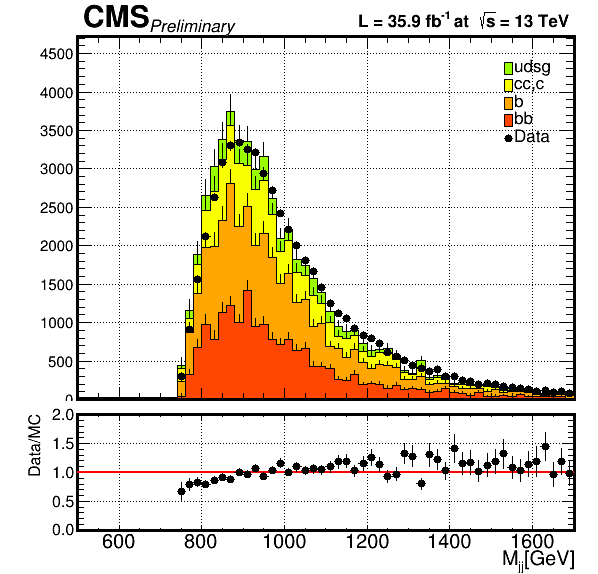 CMS Preliminary L = 35.9 fb⁻¹ at √s = 13 TeV
udsg
cc,c
b
bb
Data
4500
4000
3500
3000
2500
2000
1500
1000
500
0
Data/MC
2.0
1.5
1.0
0.5
0.0
600 800 1000 1200 1400 1600
Mjj[GeV]